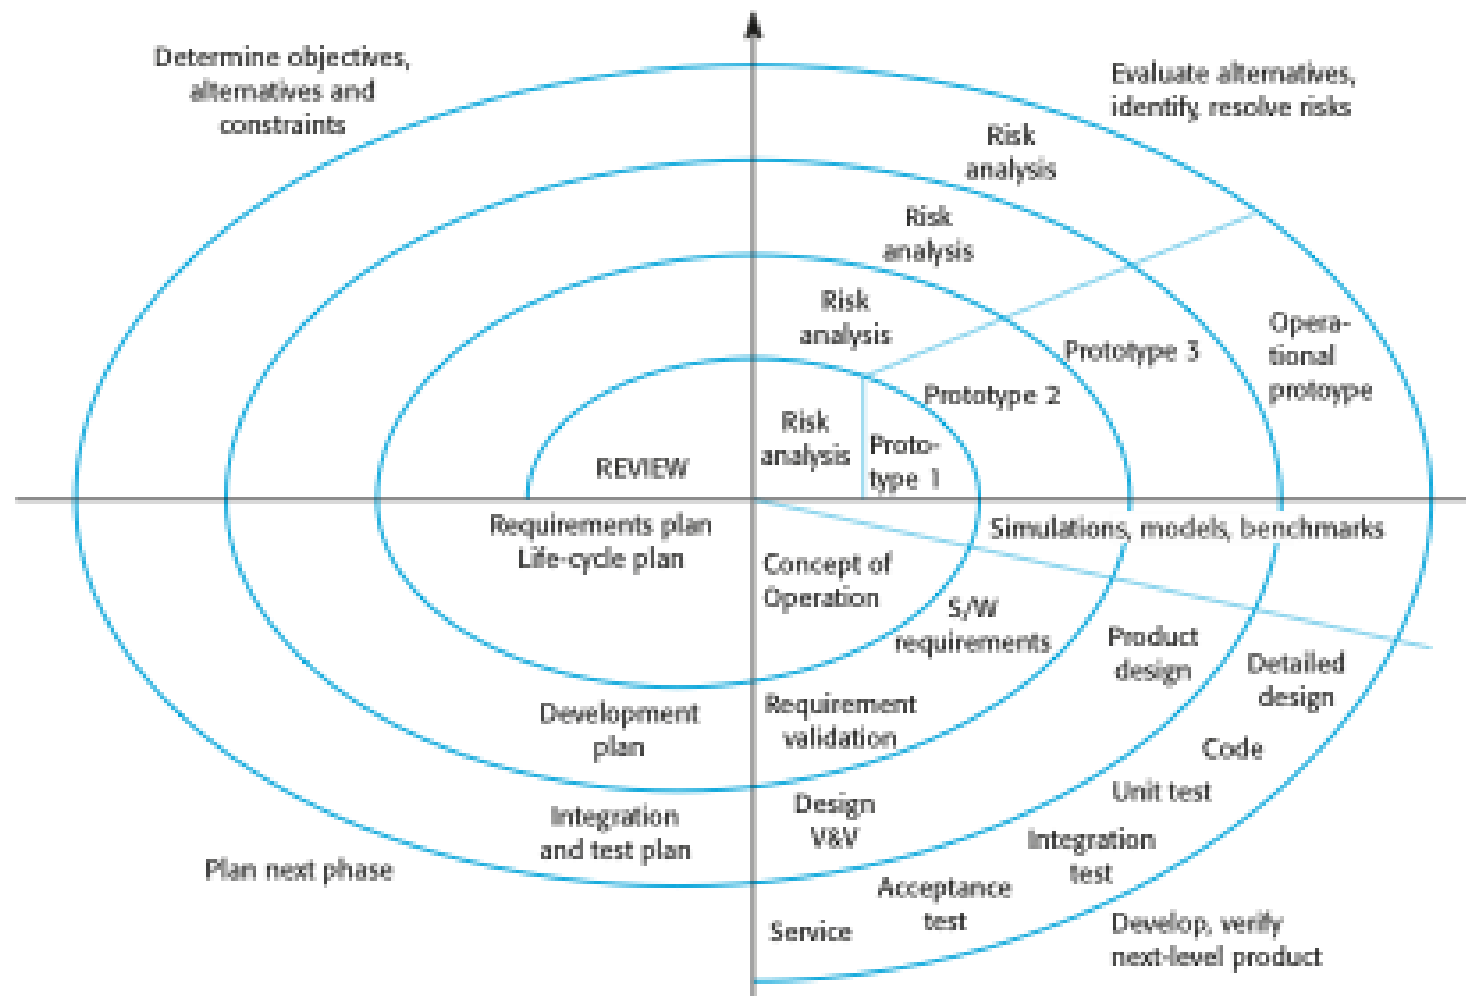 Determine objectives,
alternatives and
constraints
Evaluate alternatives,
identify, resolve risks
Risk
analysis
Risk
analysis
Risk
analysis
Risk
analysis
Proto-
type 1
Prototype 2
Prototype 3
Opera-
tional
protoype
REVIEW
Requirements plan
Life-cycle plan
Simulations, models, benchmarks
Concept of
Operation
S/W
requirements
Product
design
Detailed
design
Development
plan
Requirement
validation
Code
Unit test
Integration
and test plan
Design
V&V
Integration
test
Plan next phase
Acceptance
test
Service
Develop, verify
next-level product